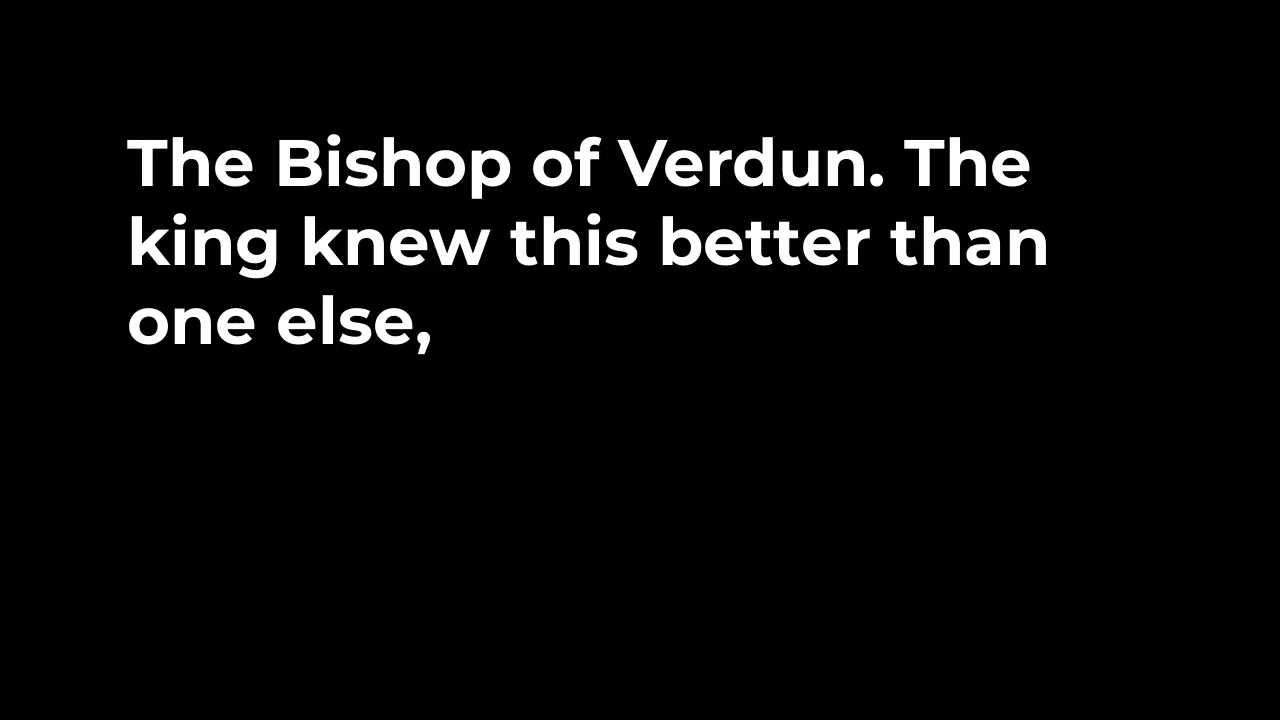 The Bishop of Verdun. The
king knew this better than
one else,